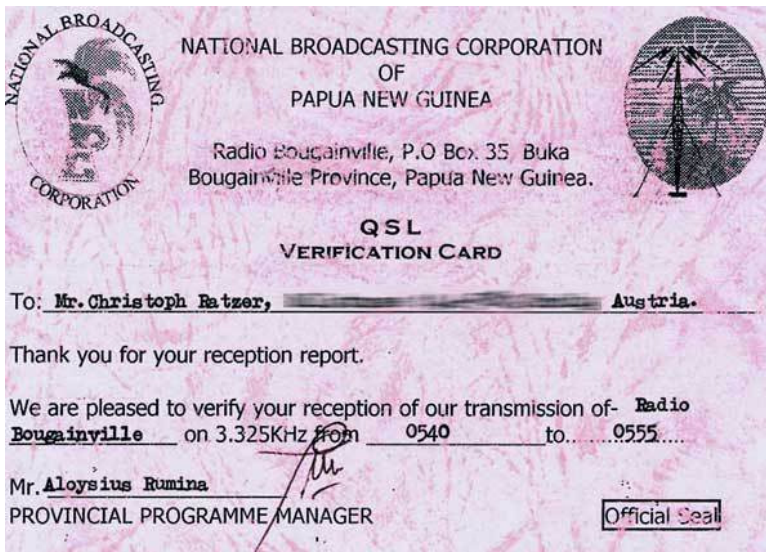 NATIONAL BROADCASTING
NBC
CORPORATION
NATIONAL BROADCASTING CORPORATION
OF
PAPUA NEW GUINEA
Radio Bougainville, P.O Box 35 Buka
Bougainville Province, Papua New Guinea.
QSL
VERIFICATION CARD
To: Mr.Christoph Ratzer, Austria.
Thank you for your reception report.
We are pleased to verify your reception of our transmission of- Radio
Bougainville on 3.325KHz from 0540 to.. 0555....
Mr. Aloysius Rumina
PROVINCIAL PROGRAMME MANAGER
Official Seal